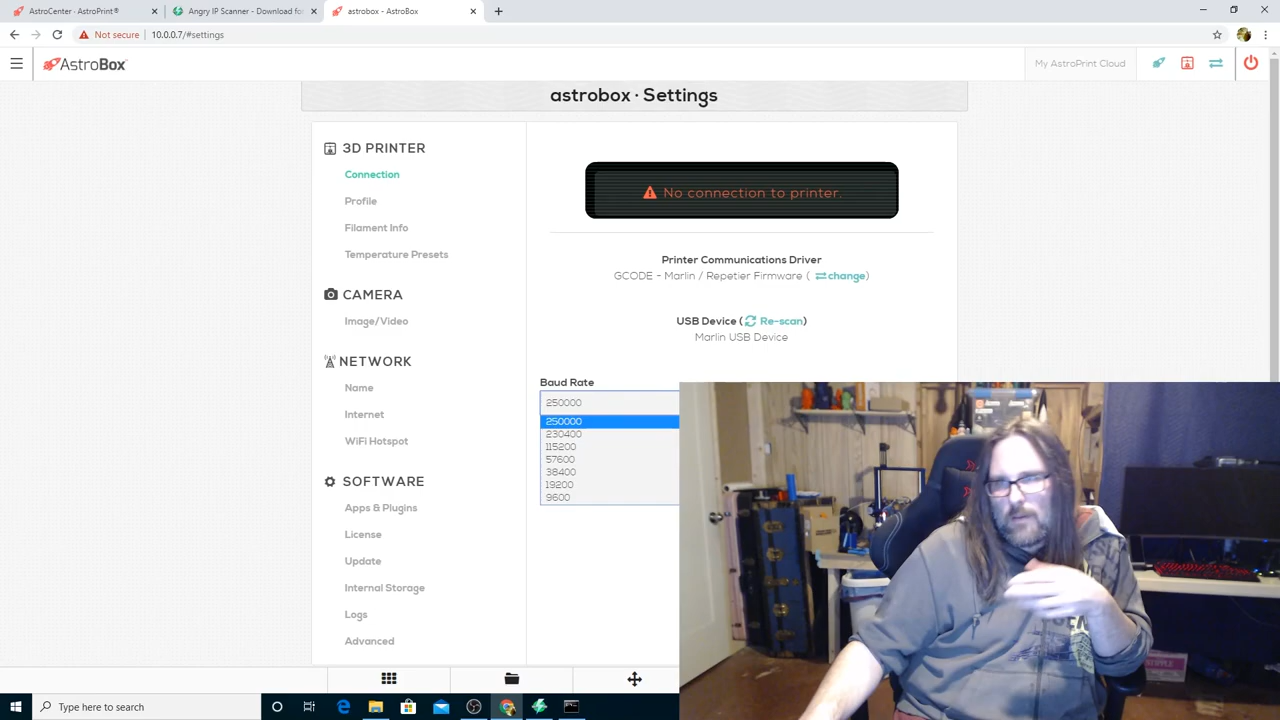 AstroCenter · AstroPrint®
Angry IP Scanner - Download fo
astrobox - AstroBox
Not secure
10.0.0.7/#settings
AstroBox
My AstroPrint Cloud
astrobox · Settings
3D PRINTER
Connection
Profile
Filament Info
Temperature Presets
CAMERA
Image/Video
NETWORK
Name
Internet
WiFi Hotspot
SOFTWARE
Apps & Plugins
License
Update
Internal Storage
Logs
Advanced
No connection to printer.
Printer Communications Driver
GCODE - Marlin / Repetier Firmware ( change)
USB Device ( Re-scan)
Marlin USB Device
Baud Rate
250000
250000
230400
115200
57600
38400
19200
9600
Type here to search